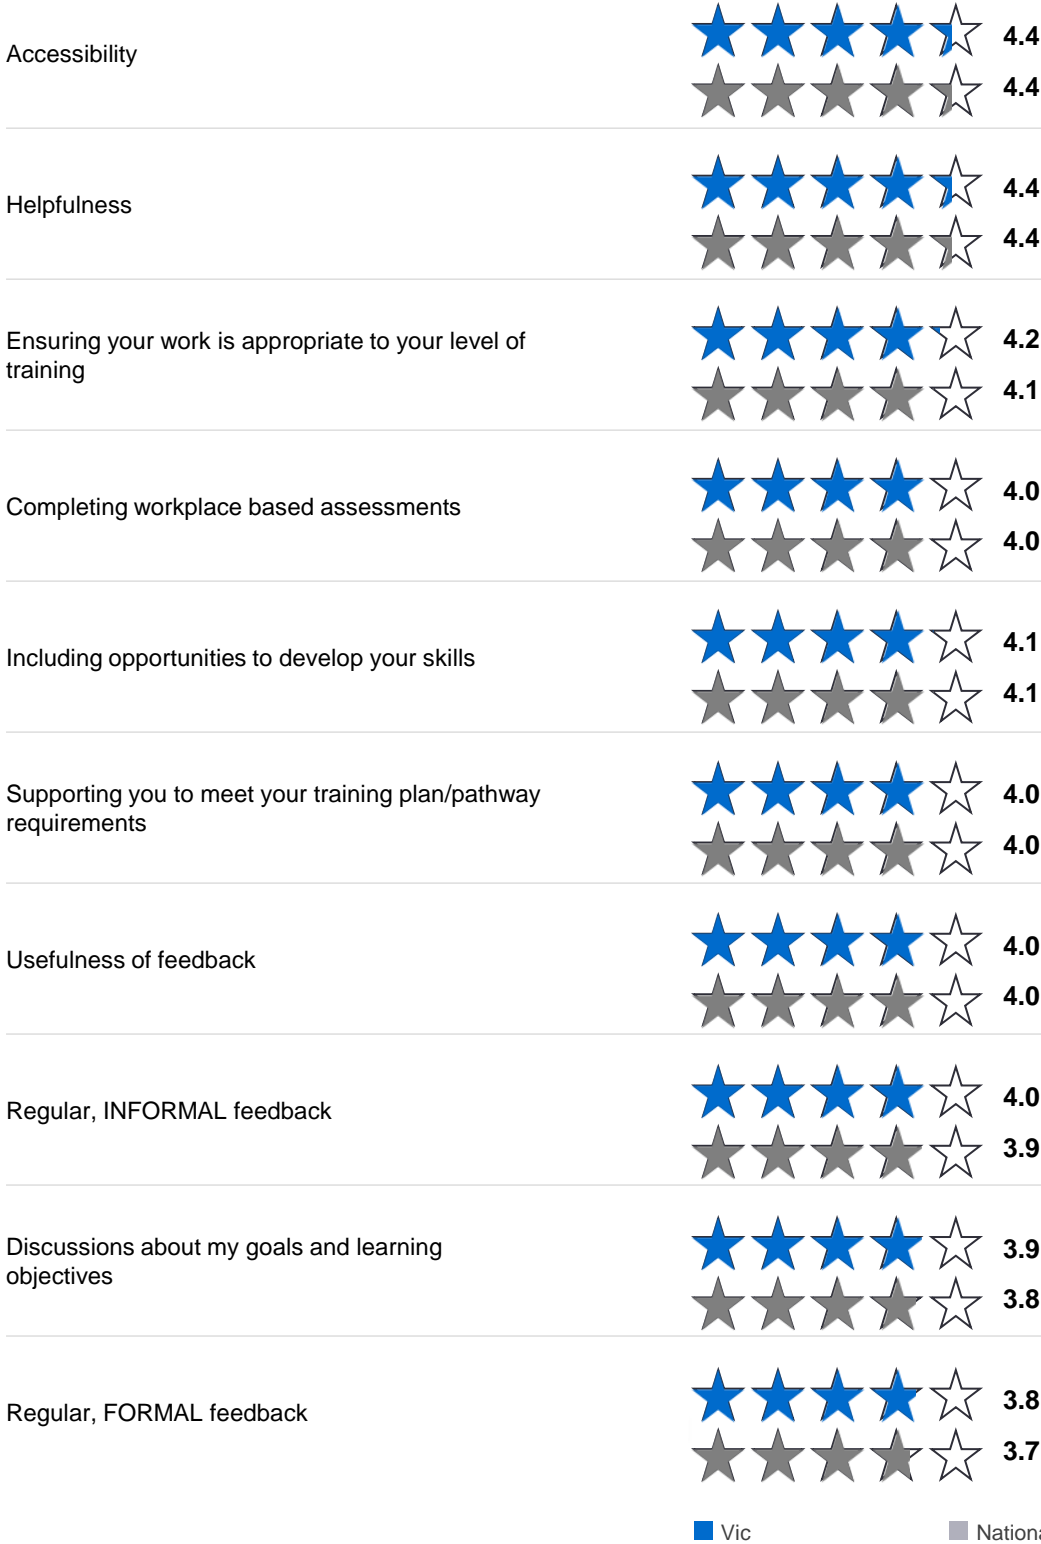 Accessibility
4.4
4.4
Helpfulness
4.4
4.4
Ensuring your work is appropriate to your level of
training
4.2
4.1
Completing workplace based assessments
4.0
4.0
Including opportunities to develop your skills
4.1
4.1
Supporting you to meet your training plan/pathway
requirements
4.0
4.0
Usefulness of feedback
4.0
4.0
Regular, INFORMAL feedback
4.0
3.9
Discussions about my goals and learning
objectives
3.9
3.8
Regular, FORMAL feedback
3.8
3.7
Vic
Nationa